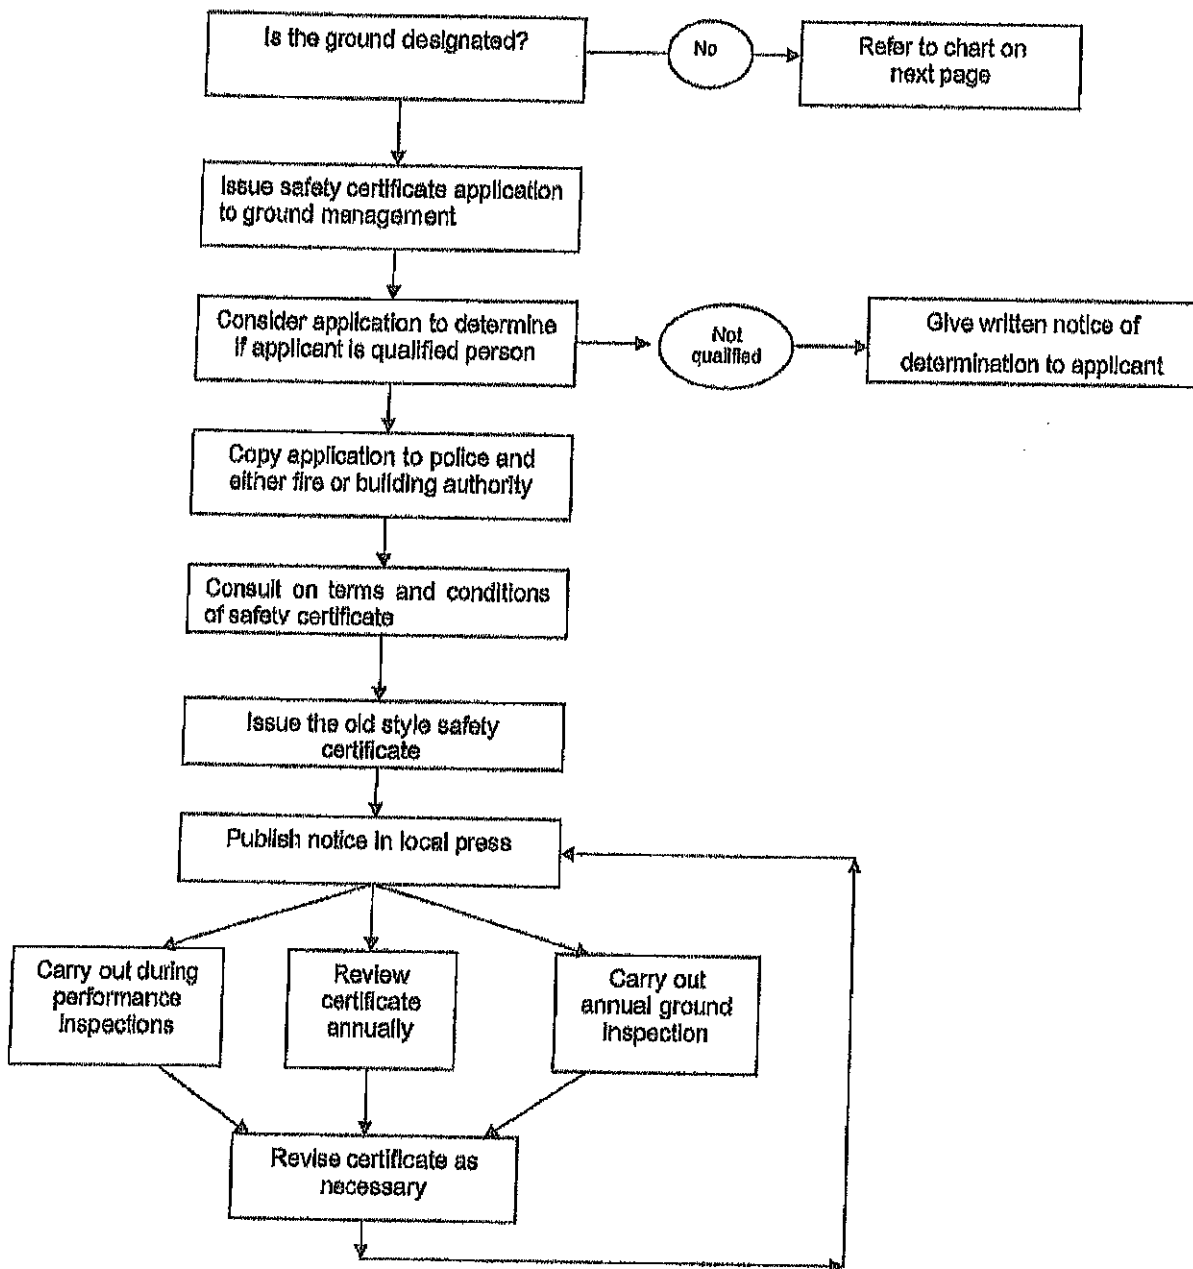 Is the ground designated?
No
Refer to chart on
next page
Issue safety certificate application
to ground management
Consider application to determine
if applicant is qualified person
Not
qualified
Give written notice of
determination to applicant
Copy application to police and
either fire or building authority
Consult on terms and conditions
of safety certificate
Issue the old style safety
certificate
Publish notice in local press
Carry out during
performance
inspections
Review
certificate
annually
Carry out
annual ground
inspection
Revise certificate as
necessary